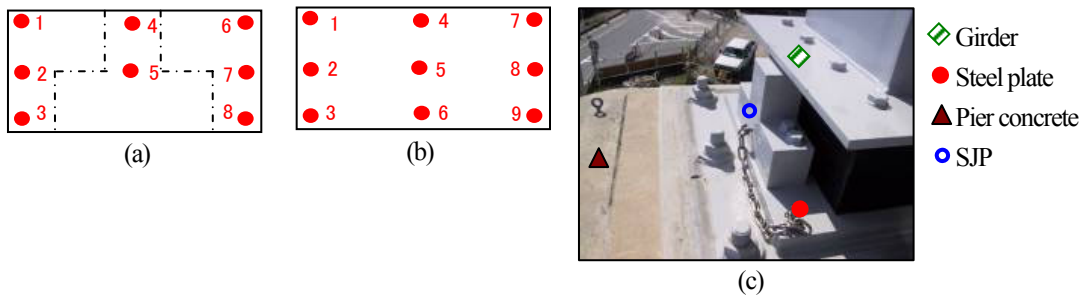 1 4 6
2 5 7
3 8
(a)
1 4 7
2 5 8
3 6 9
(b)
(c)
Girder
Steel plate
Pier concrete
SJP